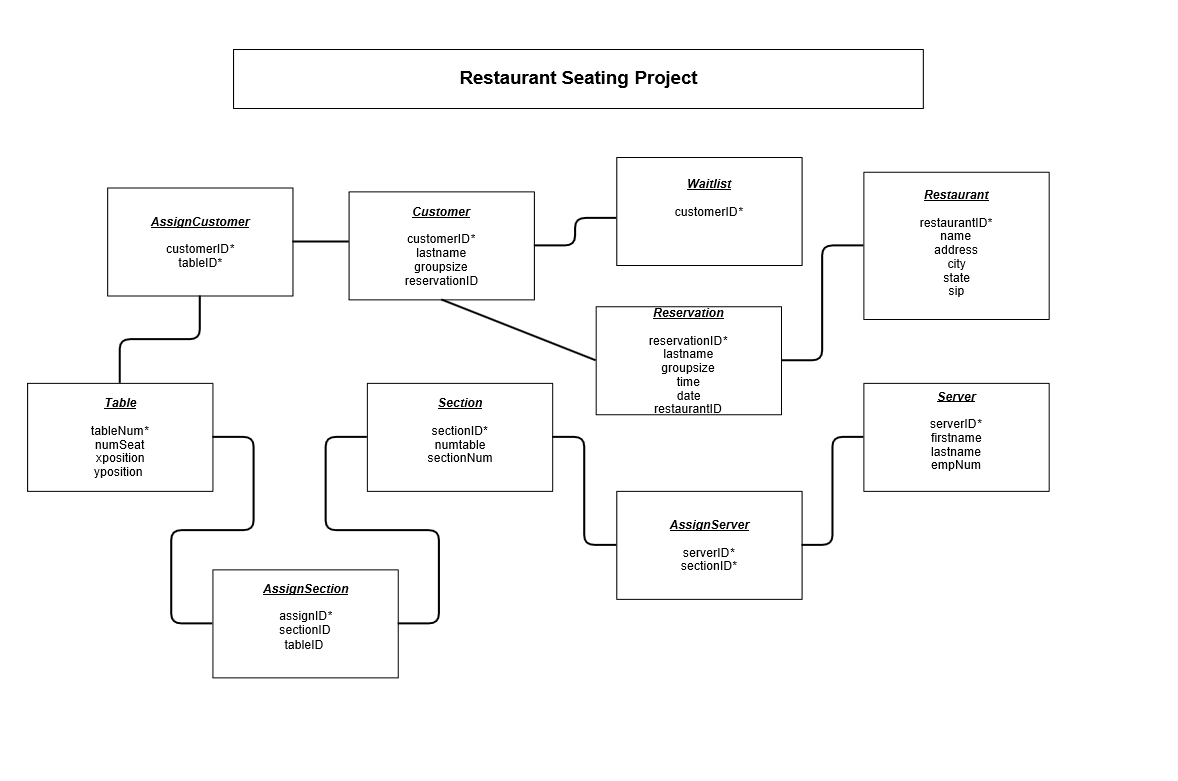 Restaurant Seating Project
AssignCustomer
customerID*
tableID*
Customer
customerID*
lastname
groupsize
reservationID
Waitlist
customerID*
Restaurant
restaurantID*
name
address
city
state
sip
Reservation
reservationID*
lastname
groupsize
time
date
restaurantID
Table
tableNum*
numSeat
xposition
yposition
Section
sectionID*
numtable
sectionNum
Server
serverID*
firstname
lastname
empNum
AssignServer
serverID*
sectionID*
AssignSection
assignID*
sectionID
tableID